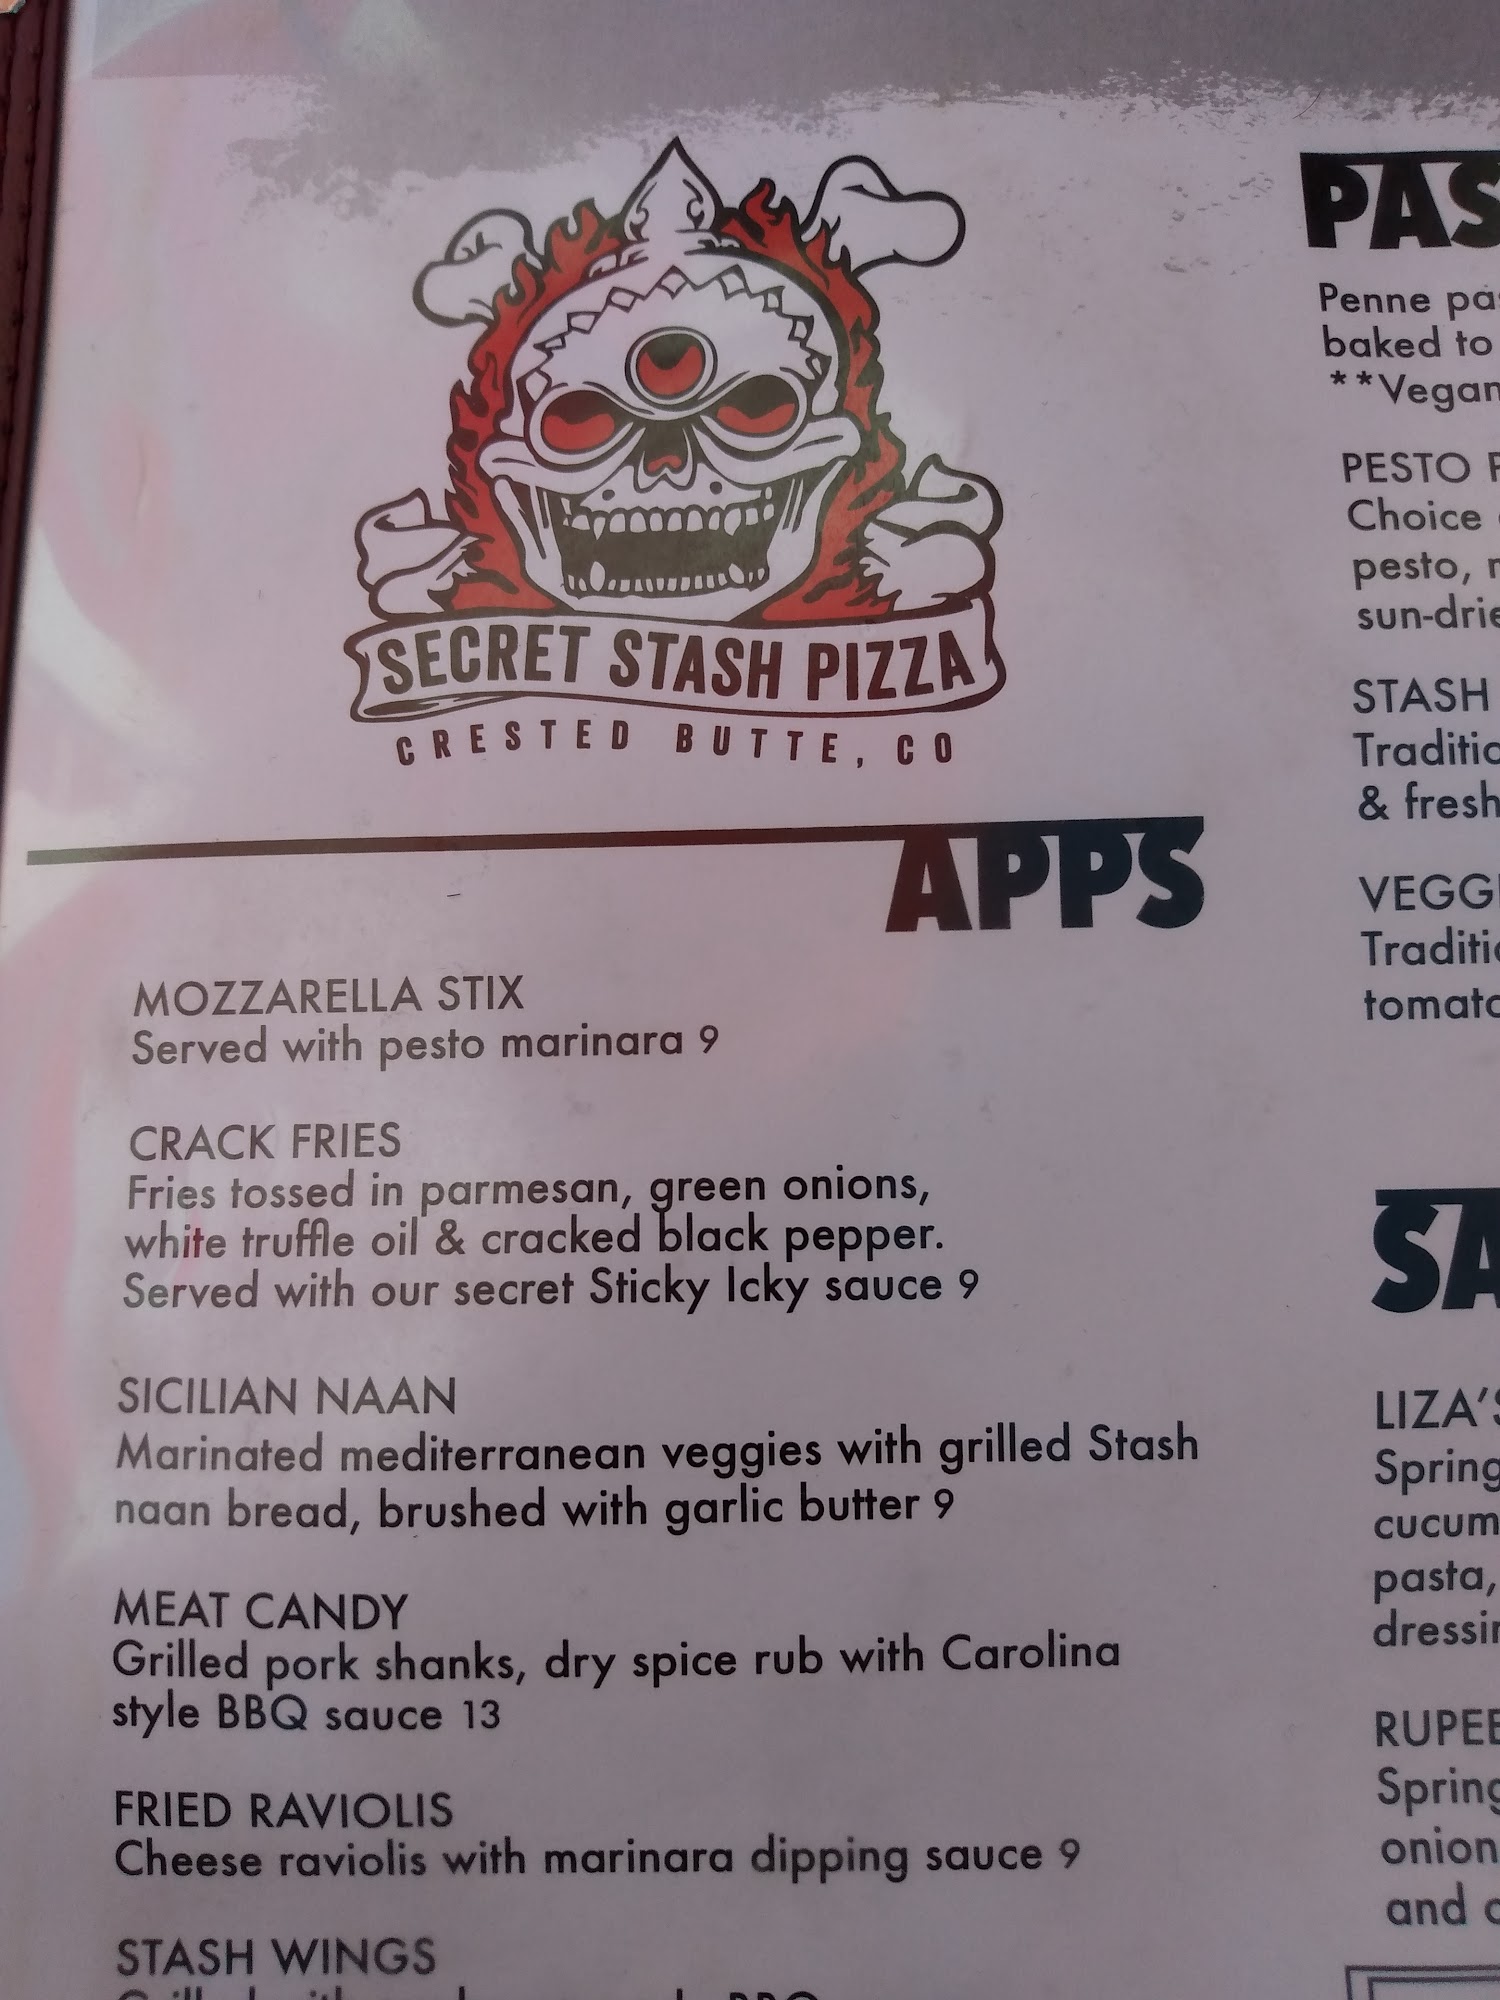 SECRET STASH PIZZA
CRESTED BUTTE, CO
APPS
MOZZARELLA STIX
Served with pesto marinara 9
CRACK FRIES
Fries tossed in parmesan, green onions,
white truffle oil & cracked black pepper.
Served with our secret Sticky Icky sauce 9
SICILIAN NAAN
Marinated mediterranean veggies with grilled Stash
naan bread, brushed with garlic butter 9
MEAT CANDY
Grilled pork shanks, dry spice rub with Carolina
style BBQ sauce 13
FRIED RAVIOLIS
Cheese raviolis with marinara dipping sauce 9
STASH WINGS
PAS
Penne
baked to
**Vegan
PESTO
Choice
pesto,
sun-drie
STASH
Traditio
& fresh
VEGGI
Traditio
tomato
SA
LIZA'S
Spring
cucum
pasta,
dressin
RUPEE
Spring
onion
and